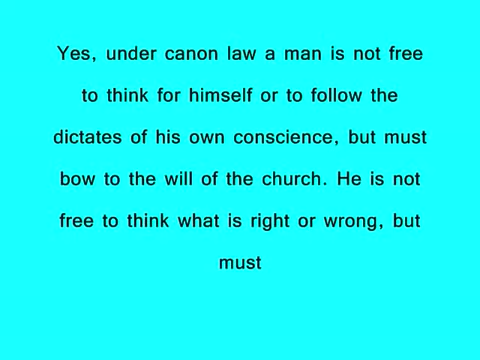 Yes, under canon law a man is not free
to think for himself or to follow the
dictates of his own conscience, but must
bow to the will of the church. He is not
free to think what is right or wrong, but
must